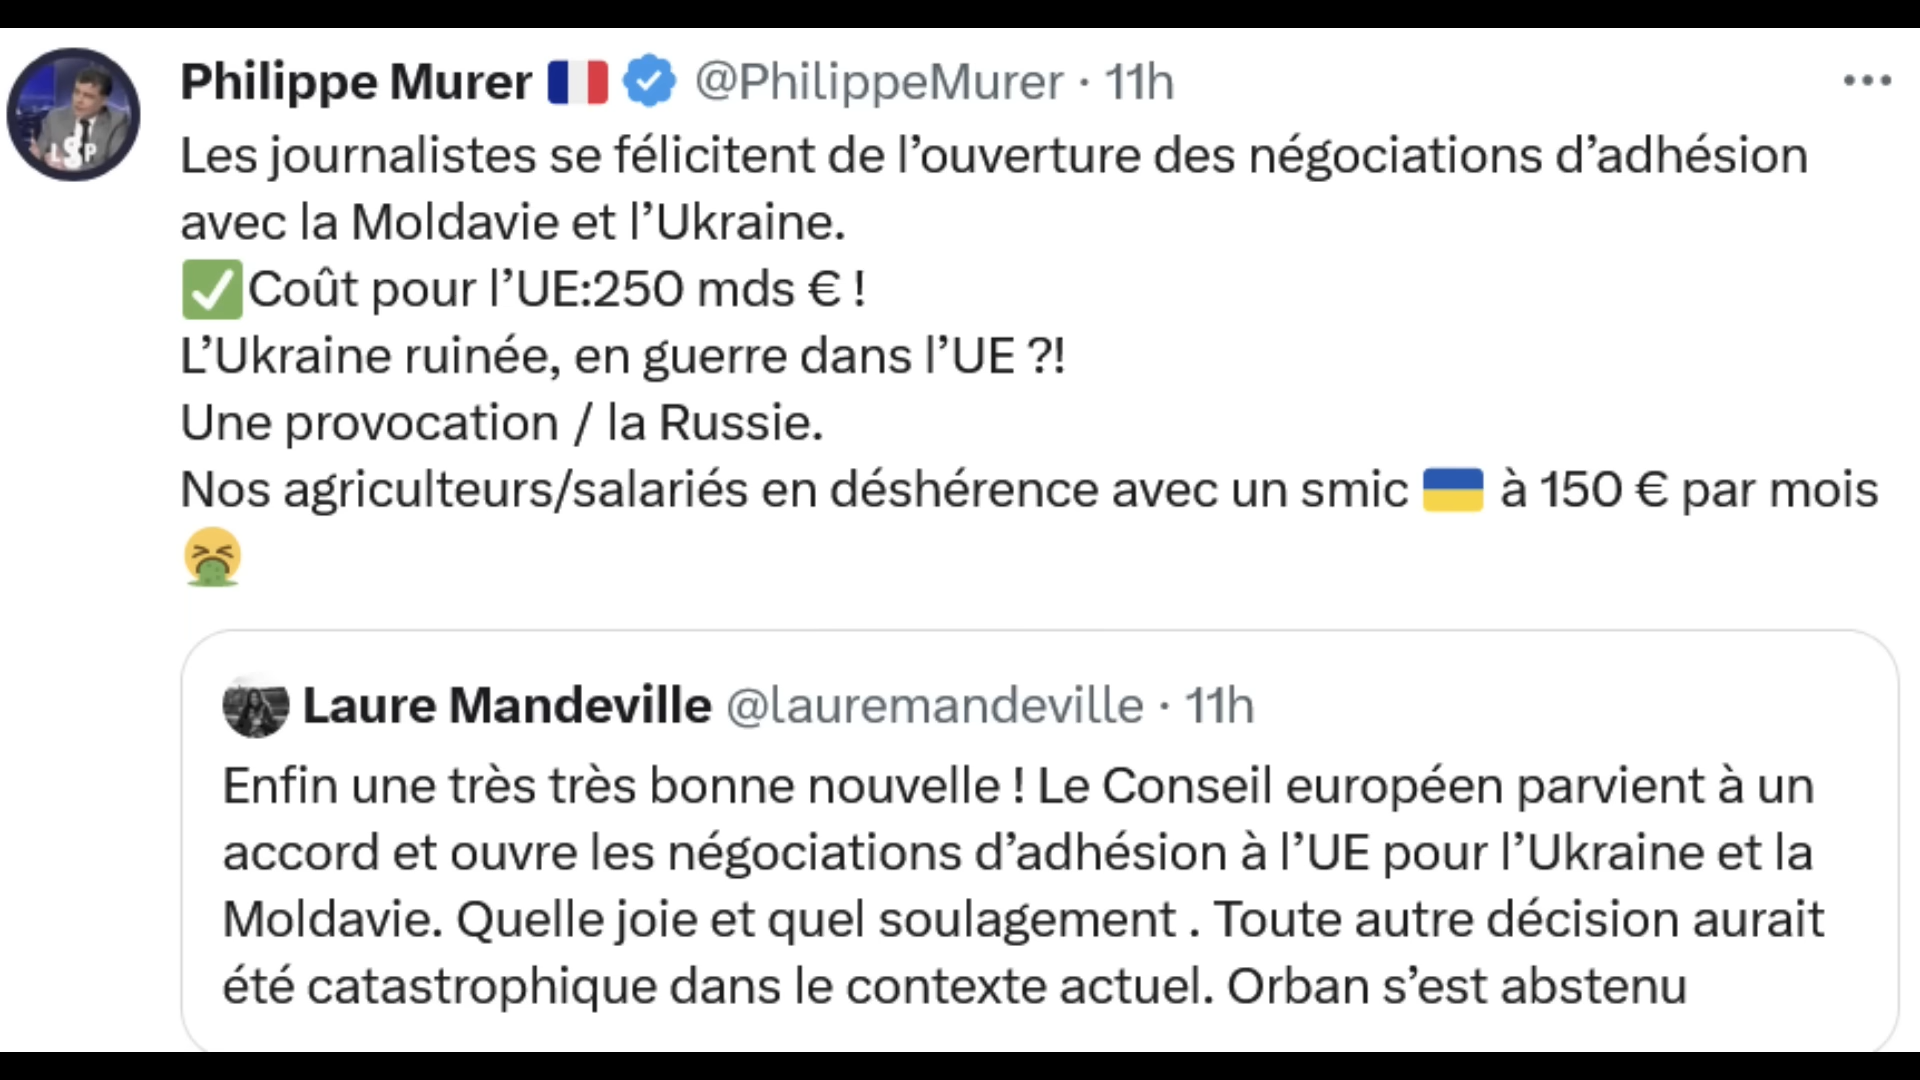 Philippe Murer 🇫🇷 @PhilippeMurer · 11h
Les journalistes se félicitent de l’ouverture des négociations d’adhésion
avec la Moldavie et l’Ukraine.
✅Coût pour l’UE:250 mds € !
L’Ukraine ruinée, en guerre dans l’UE ?!
Une provocation / la Russie.
Nos agriculteurs/salariés en déshérence avec un smic 🇺🇦 à 150 € par mois
🤮
Laure Mandeville @lauremandeville · 11h
Enfin une très très bonne nouvelle ! Le Conseil européen parvient à un
accord et ouvre les négociations d’adhésion à l’UE pour l’Ukraine et la
Moldavie. Quelle joie et quel soulagement . Toute autre décision aurait
été catastrophique dans le contexte actuel. Orban s’est abstenu